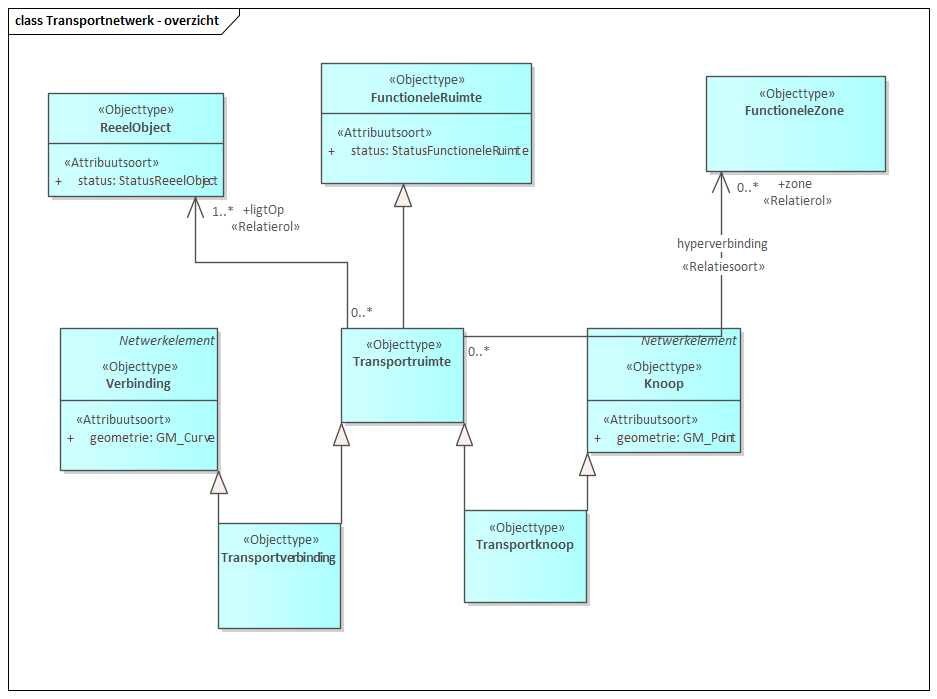 class Transportnetwerk - overzicht
«Objecttype»
ReeelObject
«Attribuutsoort»
+ status: StatusReeelObject
«Objecttype»
FunctioneleRuimte
«Attribuutsoort»
+ status: StatusFunctioneleRuimte
«Objecttype»
FunctioneleZone
1..* +ligtOp
«Relatierol»
0..* +zone
«Relatierol»
hyperverbinding
«Relatiesoort»
0..*
0..*
Netwerkelement
«Objecttype»
Verbinding
«Attribuutsoort»
+ geometrie: GM_Curve
«Objecttype»
Transportruimte
Netwerkelement
«Objecttype»
Knoop
«Attribuutsoort»
+ geometrie: GM_Point
«Objecttype»
Transportverbinding
«Objecttype»
Transportknoop